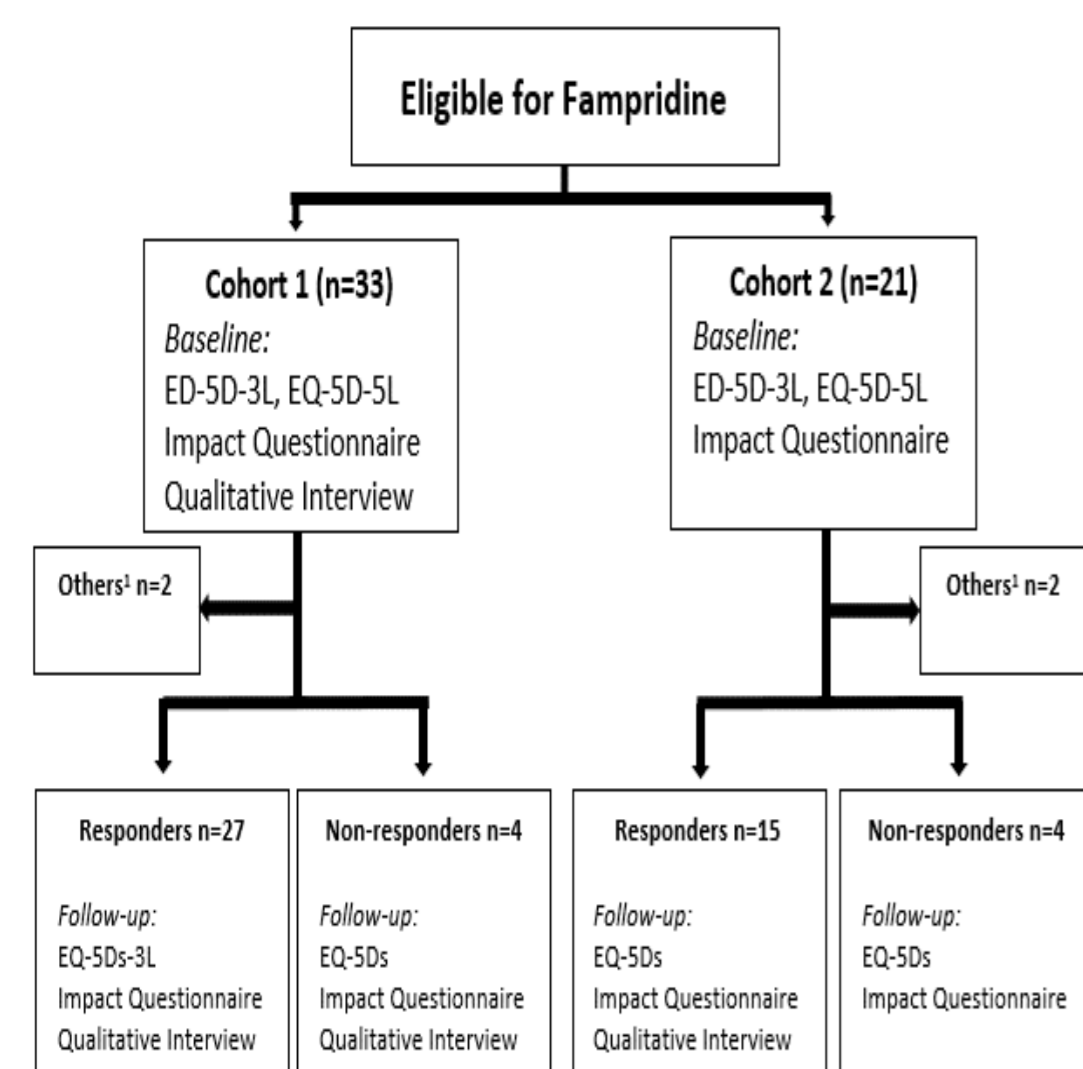 Eligible for Fampridine
Cohort 1 (n=33)
Baseline:
ED-5D-3L, EQ-5D-5L
Impact Questionnaire
Qualitative Interview
Cohort 2 (n=21)
Baseline:
ED-5D-3L, EQ-5D-5L
Impact Questionnaire
Others¹ n=2
Others¹ n=2
Responders n=27
Follow-up:
EQ-5Ds-3L
Impact Questionnaire
Qualitative Interview
Non-responders n=4
Follow-up:
EQ-5Ds
Impact Questionnaire
Qualitative Interview
Responders n=15
Follow-up:
EQ-5Ds
Impact Questionnaire
Qualitative Interview
Non-responders n=4
Follow-up:
EQ-5Ds
Impact Questionnaire